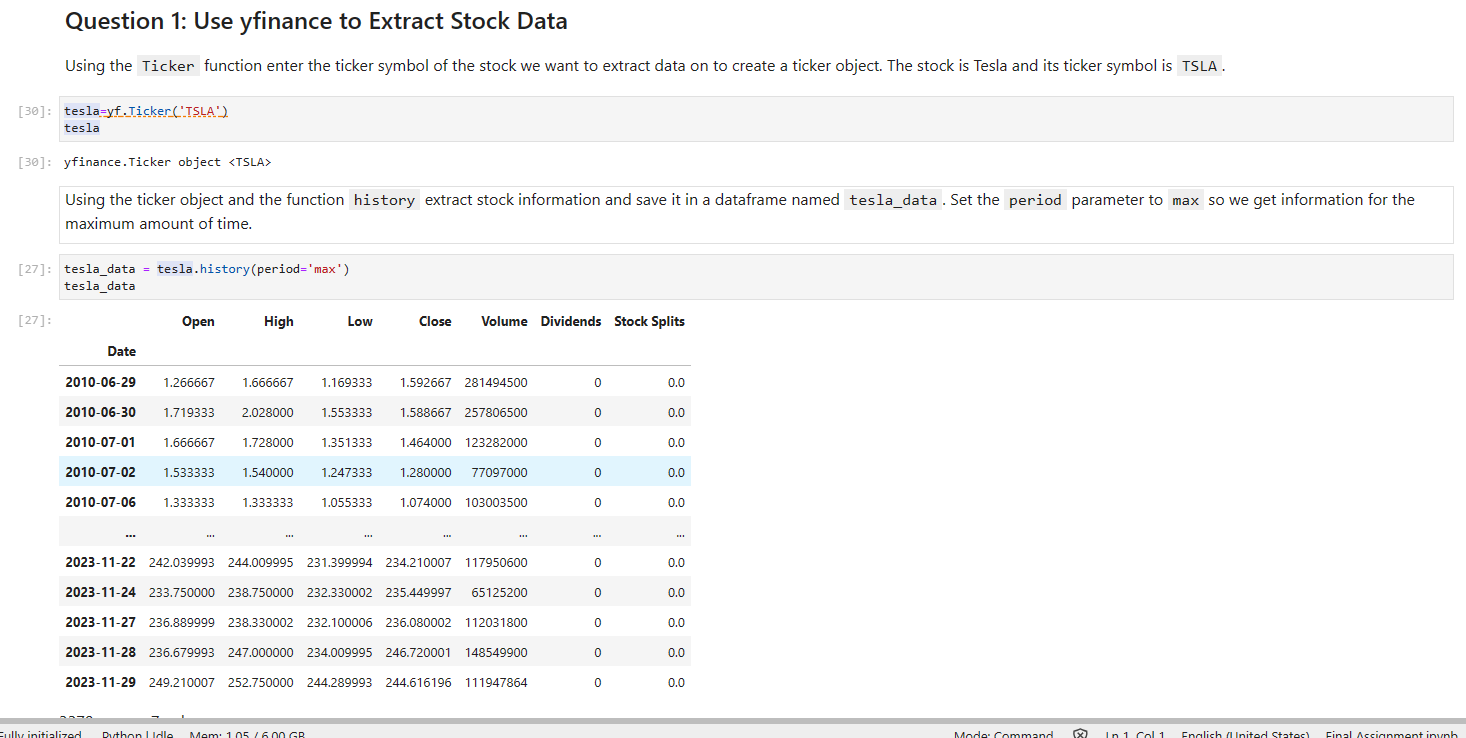 Question 1: Use yfinance to Extract Stock Data
Using the Ticker function enter the ticker symbol of the stock we want to extract data on to create a ticker object. The stock is Tesla and its ticker symbol is TSLA.
[30]: tesla=yf.Ticker('TSLA')
tesla
[30]: yfinance.Ticker object <TSLA>
Using the ticker object and the function history extract stock information and save it in a dataframe named tesla_data. Set the period parameter to max so we get information for the
maximum amount of time.
[27]: tesla_data = tesla.history(period='max')
tesla_data
[27]: Open High Low Close Volume Dividends Stock Splits
Date
2010-06-29 1.266667 1.666667 1.169333 1.592667 281494500 0 0.0
2010-06-30 1.719333 2.028000 1.553333 1.588667 257806500 0 0.0
2010-07-01 1.666667 1.728000 1.351333 1.464000 123282000 0 0.0
2010-07-02 1.533333 1.540000 1.247333 1.280000 77097000 0 0.0
2010-07-06 1.333333 1.333333 1.055333 1.074000 103003500 0 0.0
... ... ... ... ... ... ... ...
2023-11-22 242.039993 244.009995 231.399994 234.210007 117950600 0 0.0
2023-11-24 233.750000 238.750000 232.330002 235.449997 65125200 0 0.0
2023-11-27 236.889999 238.330002 232.100006 236.080002 112031800 0 0.0
2023-11-28 236.679993 247.000000 234.009995 246.720001 148549900 0 0.0
2023-11-29 249.210007 252.750000 244.289993 244.616196 111947864 0 0.0
Fully initialized Python | Idle Mem: 1.05 / 6.00 GB Mode: Command Ln 1, Col 1 English (United States) Final Assignment.ipynb